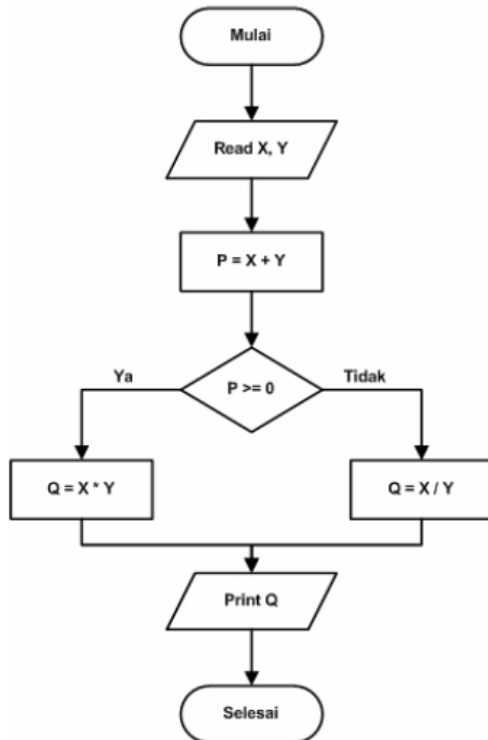 Mulai
Read X, Y
P = X + Y
P >= 0
Ya
Tidak
Q = X * Y
Q = X / Y
Print Q
Selesai